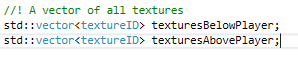 //! A vector of all textures
std::vector<textureID> texturesBelowPlayer;
std::vector<textureID> texturesAbovePlayer;